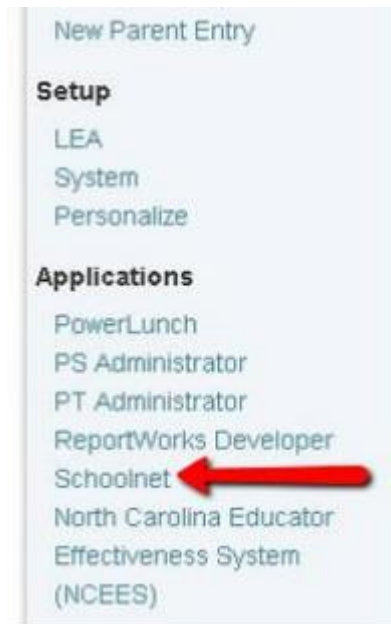 New Parent Entry
Setup
LEA
System
Personalize
Applications
PowerLunch
PS Administrator
PT Administrator
ReportWorks Developer
Schoolnet
North Carolina Educator
Effectiveness System
(NCEES)